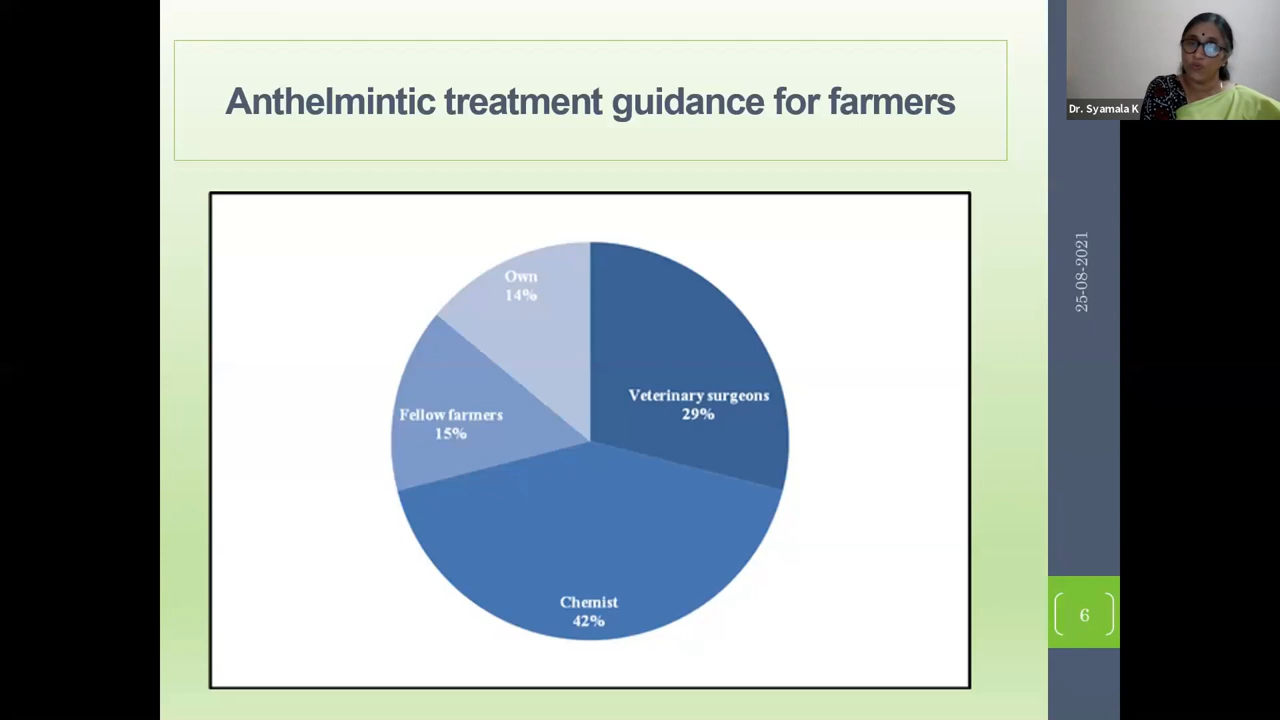 Anthelmintic treatment guidance for farmers
Dr. Syamala K
25-08-2021
Own
14%
Veterinary surgeons
29%
Fellow farmers
15%
Chemist
42%
6